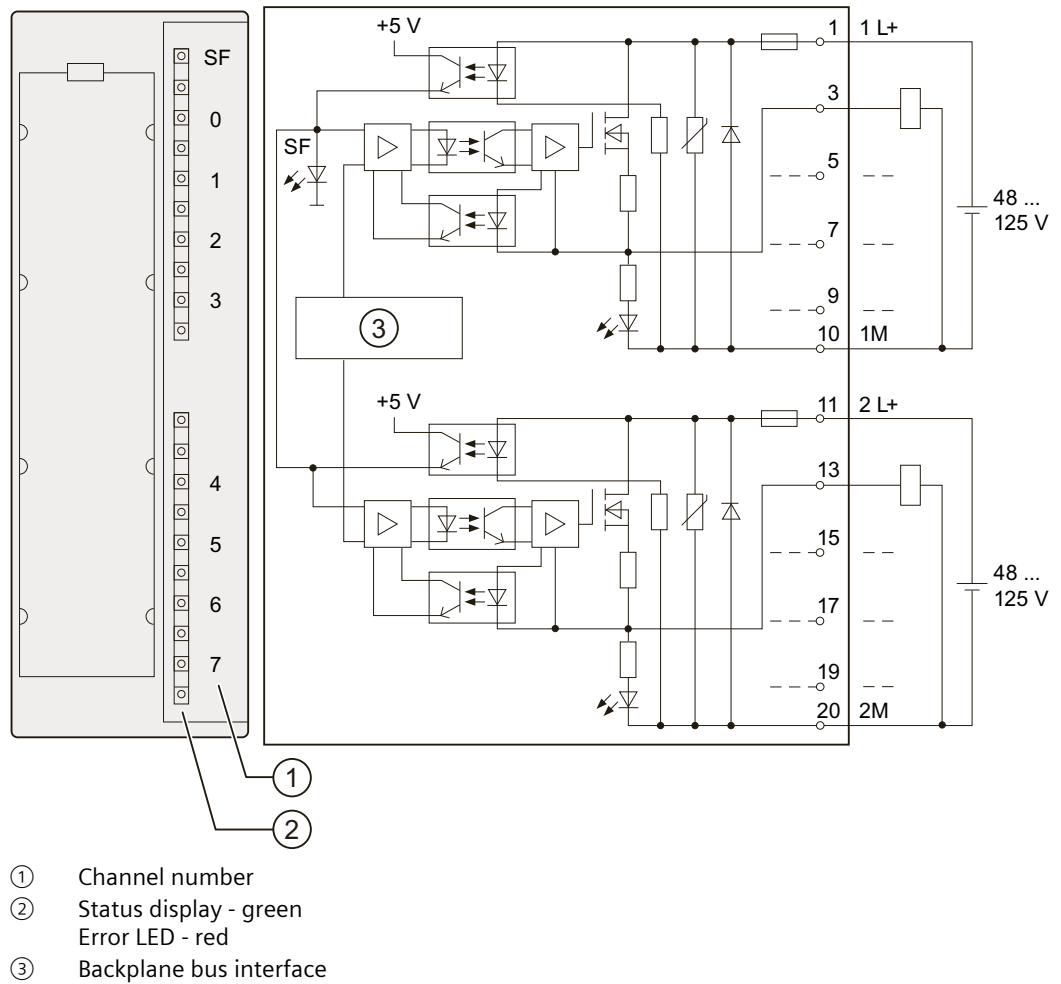 SF
0
1
2
3
4
5
6
7
+5 V
SF
1 1 L+
3
5
7
9
10 1M
48 ...
125 V
③
+5 V
11 2 L+
13
15
17
19
20 2M
48 ...
125 V
①
②
① Channel number
② Status display - green
Error LED - red
③ Backplane bus interface